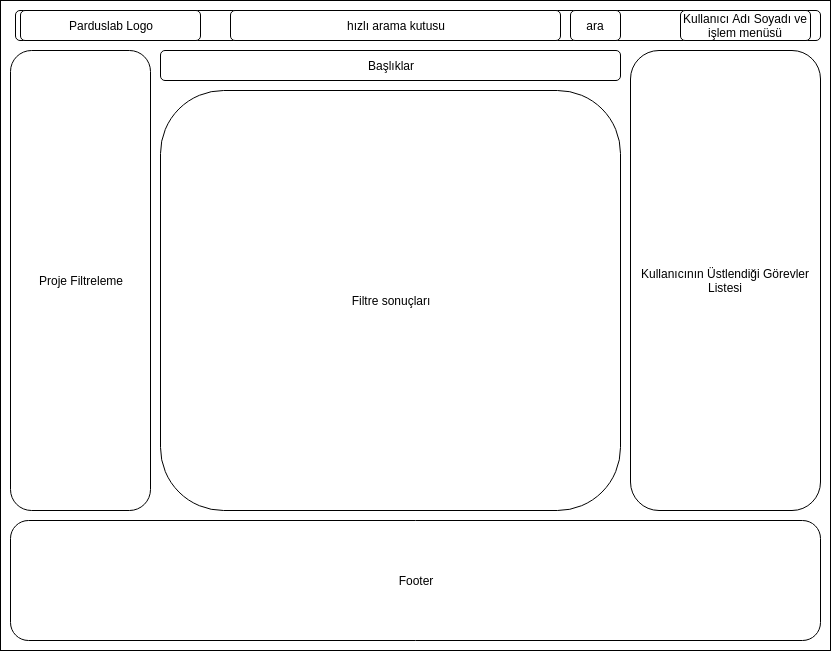 Parduslab Logo
hızlı arama kutusu
ara
Kullanıcı Adı Soyadı ve
işlem menüsü
Başlıklar
Proje Filtreleme
Filtre sonuçları
Kullanıcının Üstlendiği Görevler
Listesi
Footer